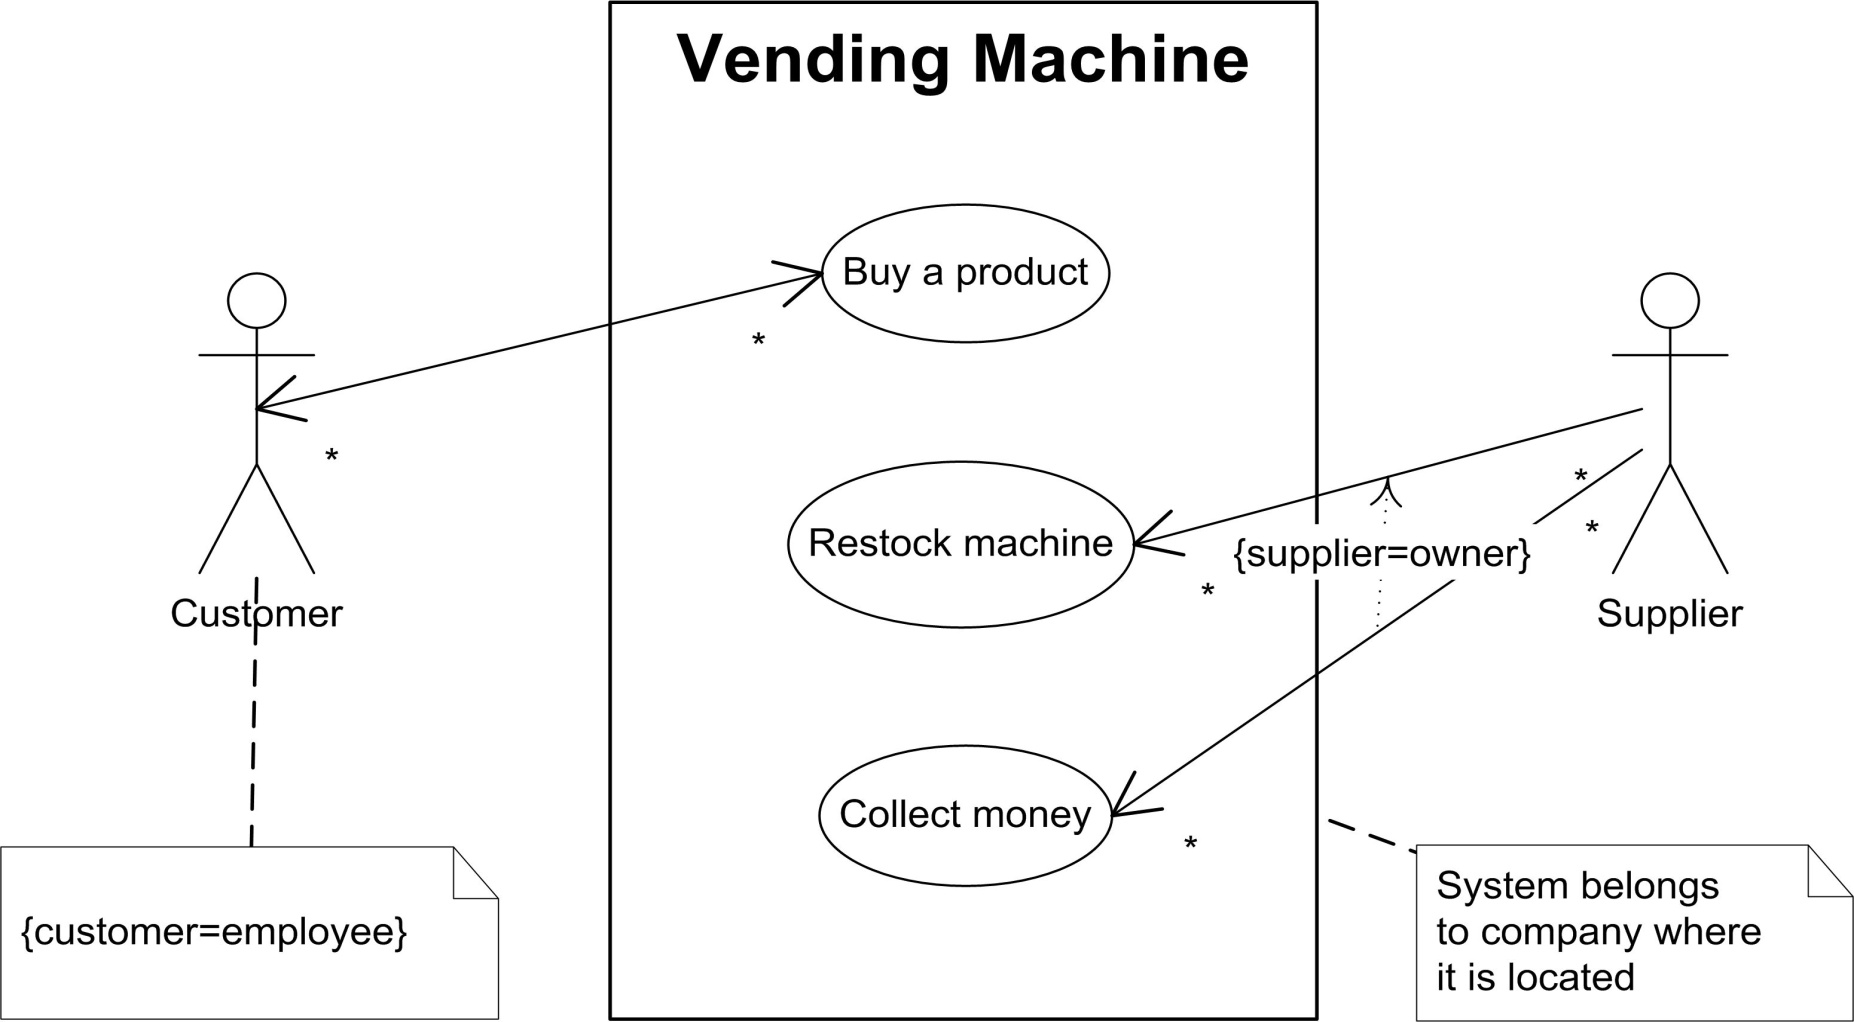 Vending Machine
Buy a product
*
*
Restock machine
*
*
*
{supplier=owner}
Customer
Supplier
Collect money
*
{customer=employee}
System belongs
to company where
it is located